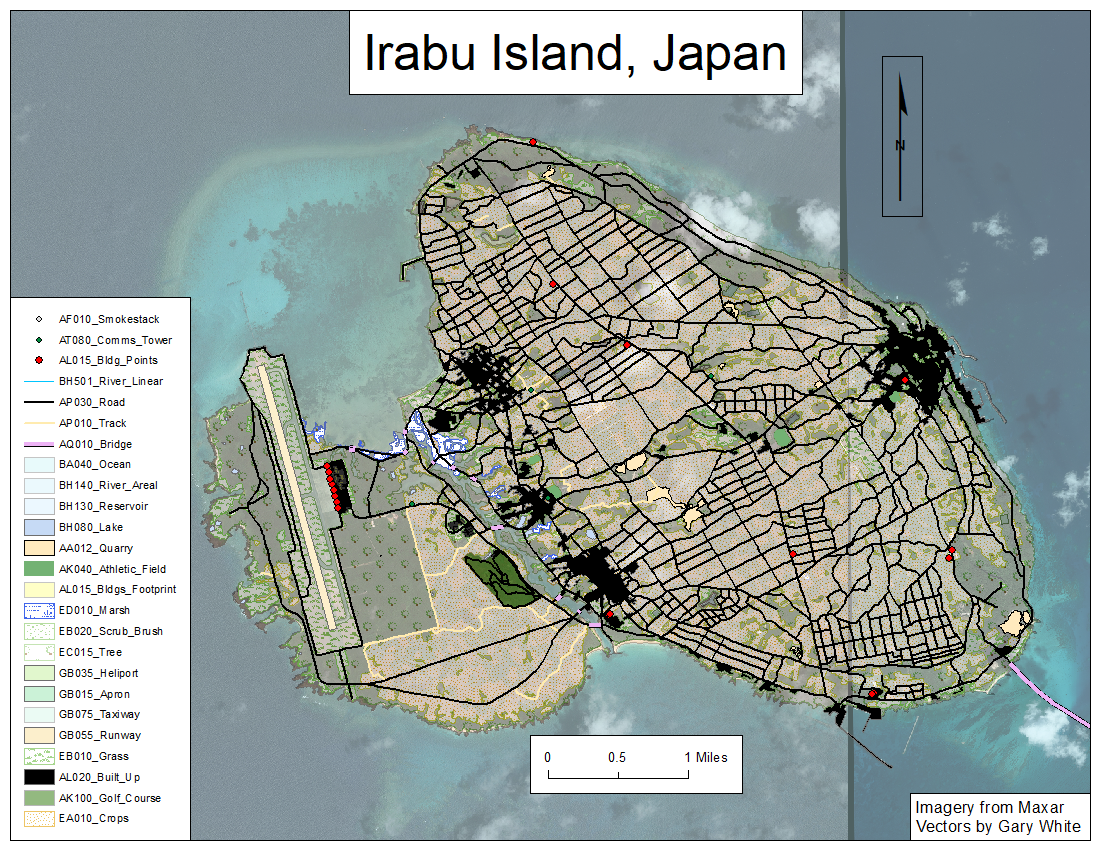 Irabu Island, Japan
N
AF010_Smokestack
AT080_Comms_Tower
AL015_Bldg_Points
BH501_River_Linear
AP030_Road
AP010_Track
AQ010_Bridge
BA040_Ocean
BH140_River_Areal
BH130_Reservoir
BH080_Lake
AA012_Quarry
AK040_Athletic_Field
AL015_Bldgs_Footprint
ED010_Marsh
EB020_Scrub_Brush
EC015_Tree
GB035_Heliport
GB015_Apron
GB075_Taxiway
GB055_Runway
EB010_Grass
AL020_Built_Up
AK100_Golf_Course
EA010_Crops
0 0.5 1 Miles
Imagery from Maxar
Vectors by Gary White